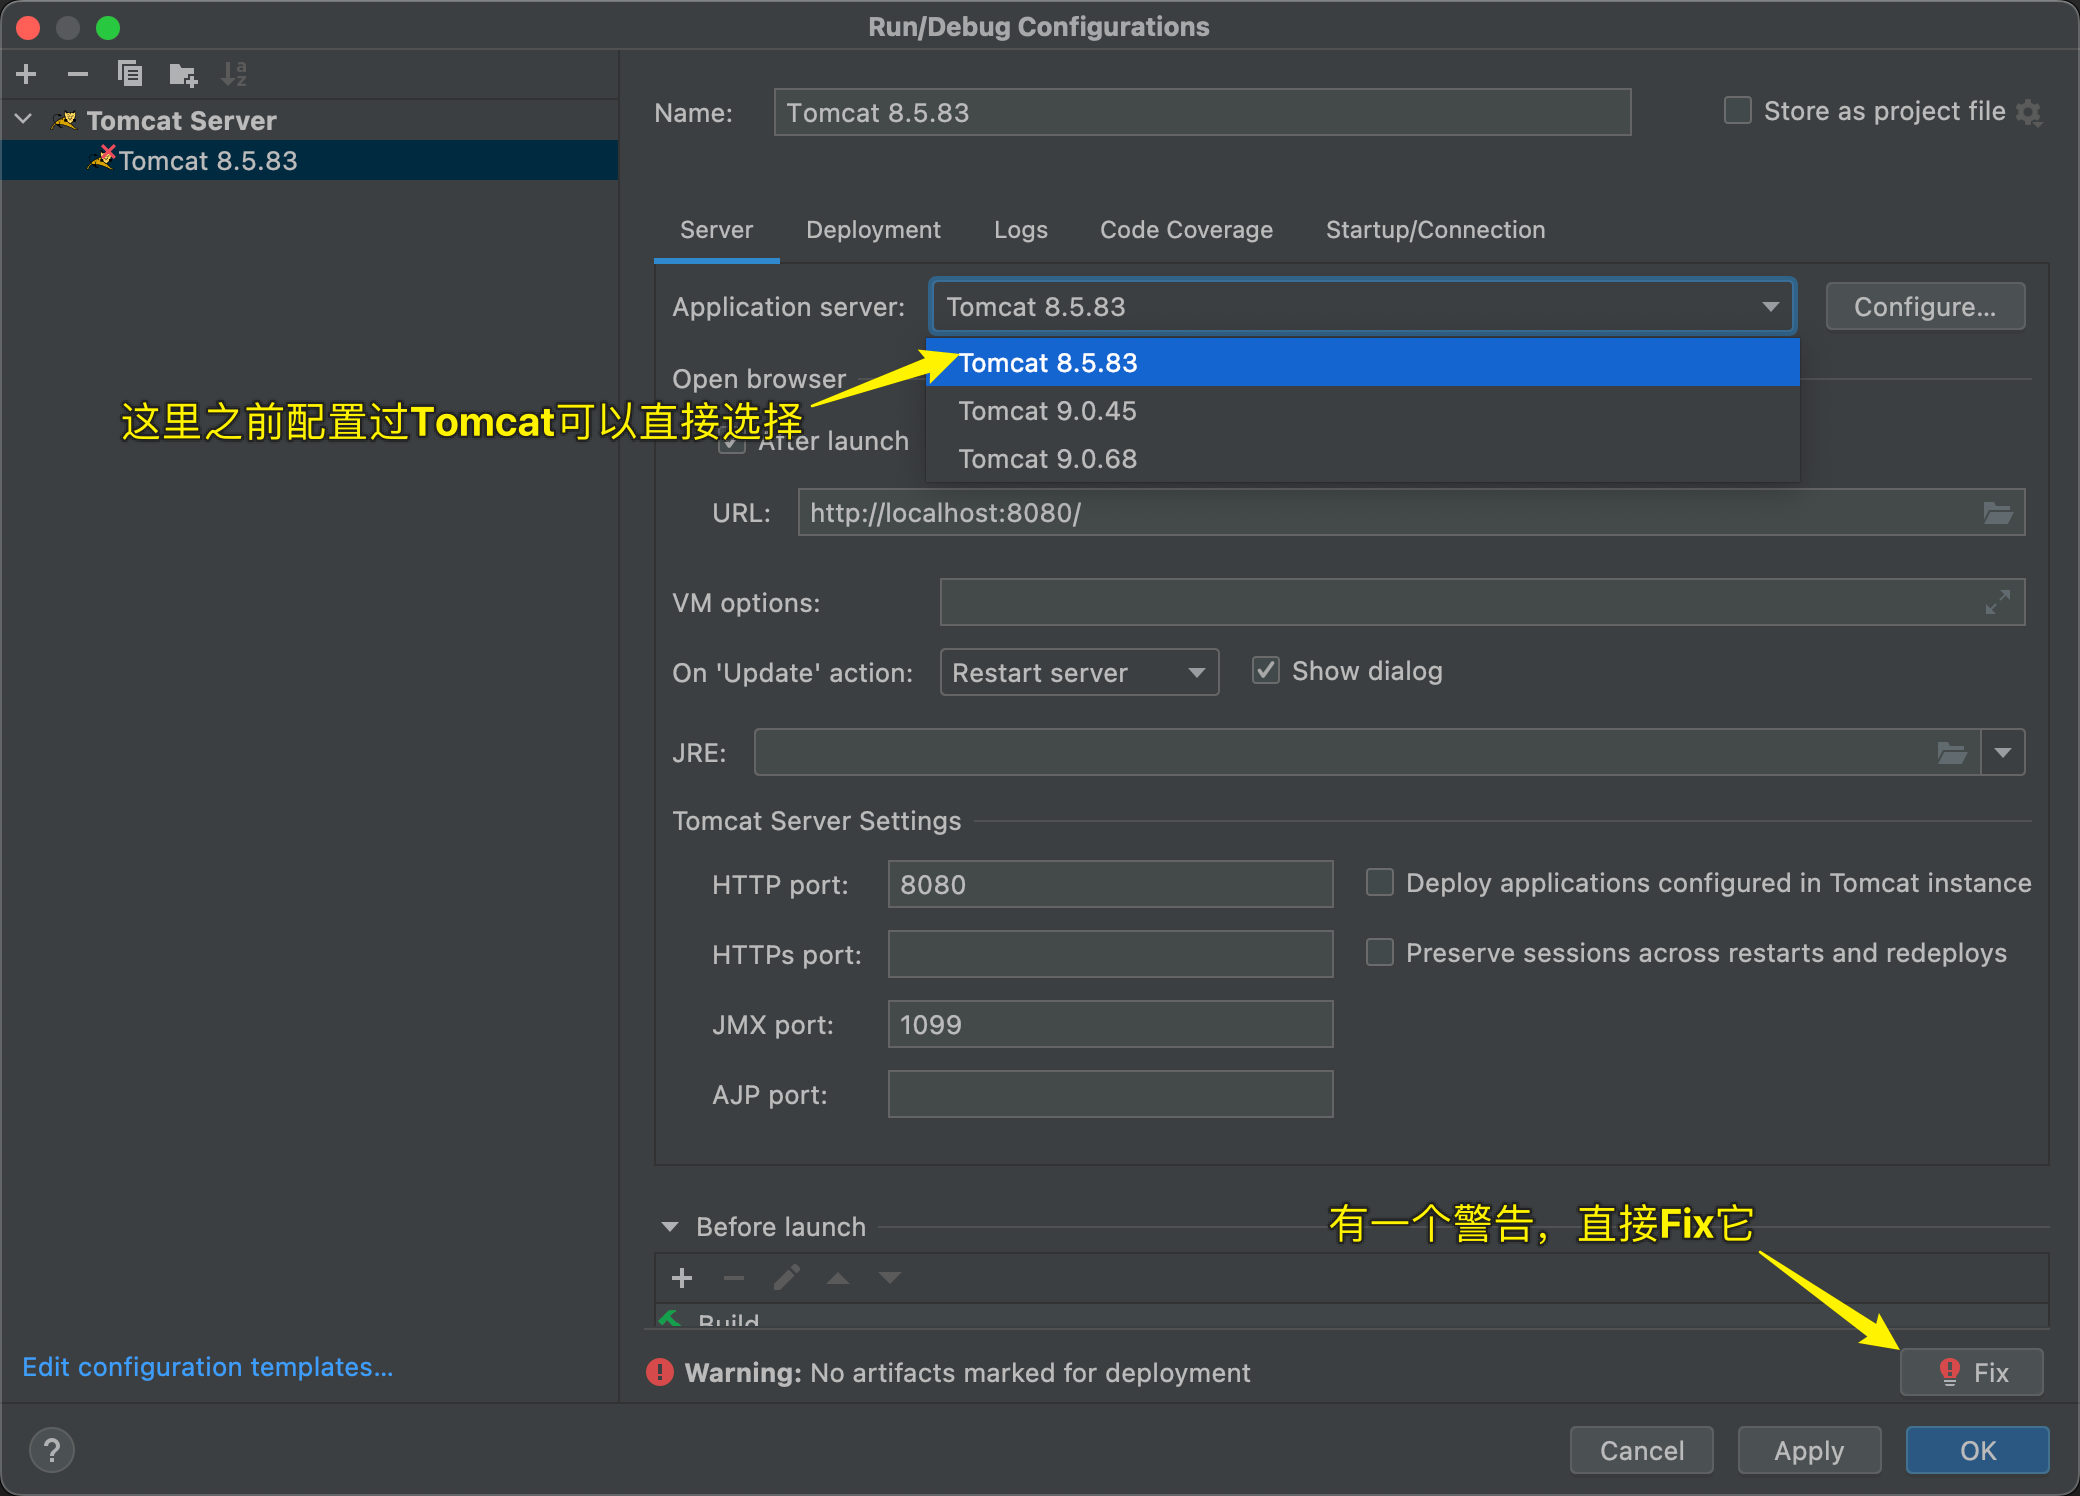 Run/Debug Configurations
Tomcat Server
Tomcat 8.5.83
Name: Tomcat 8.5.83
Store as project file
Server Deployment Logs Code Coverage Startup/Connection
Application server: Tomcat 8.5.83 Configure...
Tomcat 8.5.83
Tomcat 9.0.45
Tomcat 9.0.68
Open browser
这里之前配置过Tomcat可以直接选择
After launch
URL: http://localhost:8080/
VM options:
On 'Update' action: Restart server Show dialog
JRE:
Tomcat Server Settings
HTTP port: 8080 Deploy applications configured in Tomcat instance
HTTPs port: Preserve sessions across restarts and redeploys
JMX port: 1099
AJP port:
有一个警告，直接Fix它
Before launch
Build
Edit configuration templates...
Warning: No artifacts marked for deployment Fix
? Cancel Apply OK